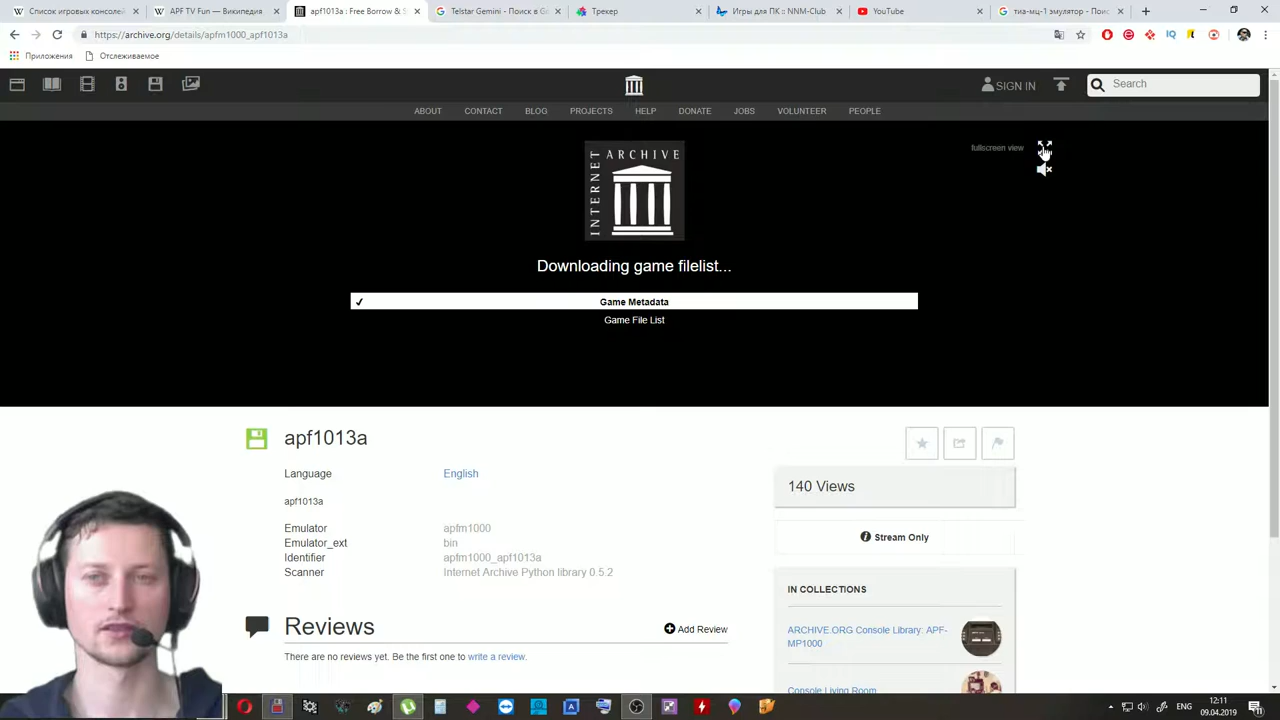 Список игровых консолей
APF TV Fun — Википедия
apf1013a : Free Borrow & S
Telstar Gemini - Поиск в G
Трекер
Игры для ПК :: NNM-Club
YouTube
тиа-мц-1 эмулятор - Поис
https://archive.org/details/apfm1000_apf1013a
Приложения
Отслеживаемое
SIGN IN
Search
ABOUT CONTACT BLOG PROJECTS HELP DONATE JOBS VOLUNTEER PEOPLE
INTERNET ARCHIVE
fullscreen view
Downloading game filelist...
✓ Game Metadata
Game File List
apf1013a
Language English
apf1013a
Emulator apfm1000
Emulator_ext bin
Identifier apfm1000_apf1013a
Scanner Internet Archive Python library 0.5.2
Reviews
Add Review
There are no reviews yet. Be the first one to write a review.
140 Views
Stream Only
IN COLLECTIONS
ARCHIVE.ORG Console Library: APF-
MP1000
Console Living Room
ENG
12:11
09.04.2019